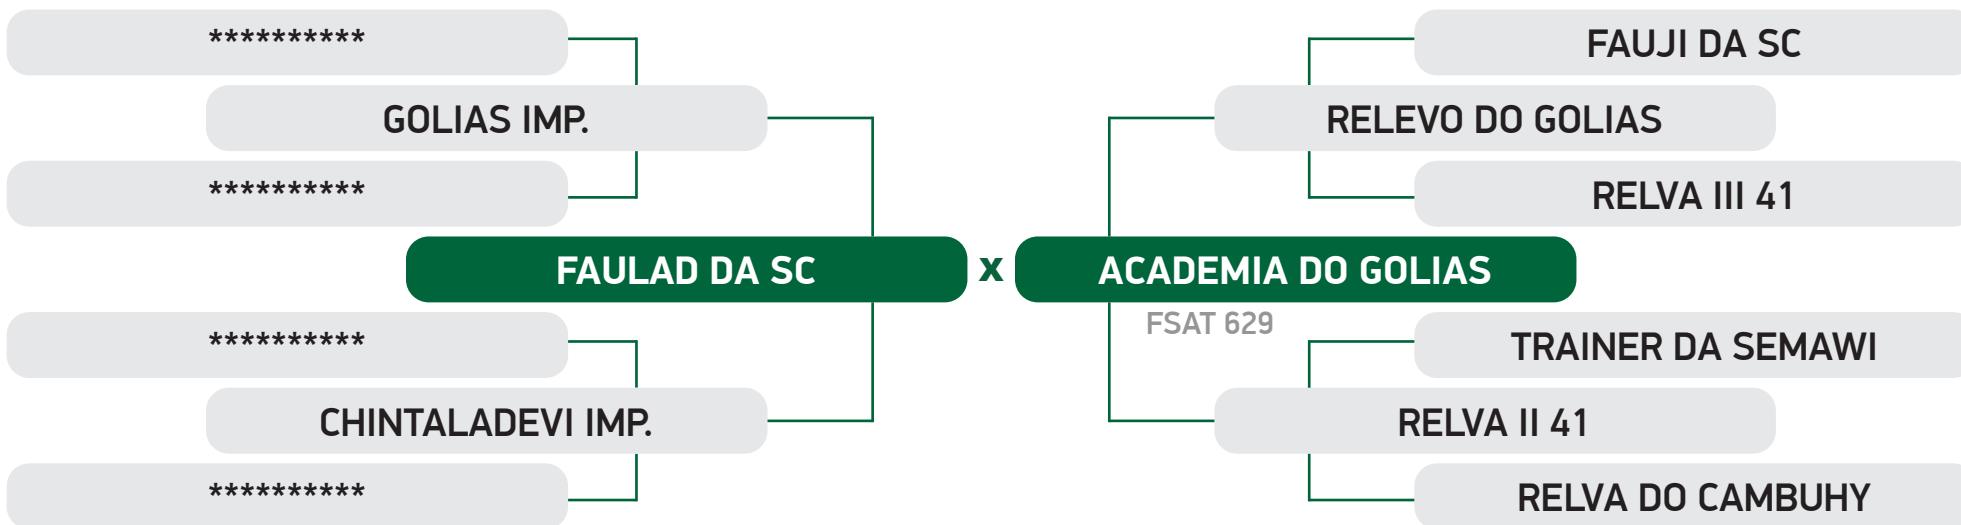 **********
FAUJI DA SC
GOLIAS IMP.
RELEVO DO GOLIAS
**********
RELVA III 41
FAULAD DA SC
x
ACADEMIA DO GOLIAS
FSAT 629
**********
TRAINER DA SEMAWI
CHINTALADEVI IMP.
RELVA II 41
**********
RELVA DO CAMBUHY